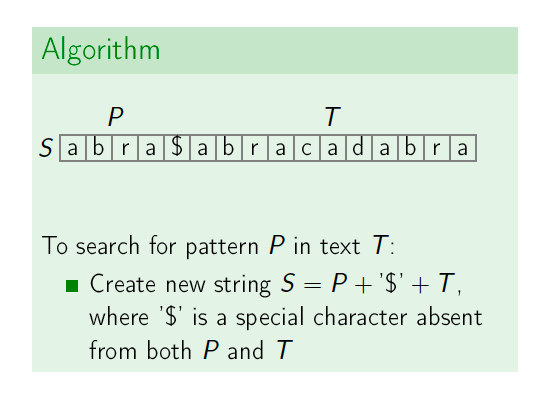 Algorithm
P T
S a b r a $ a b r a c a d a b r a
To search for pattern P in text T:
Create new string S = P + '$' + T,
where '$' is a special character absent
from both P and T